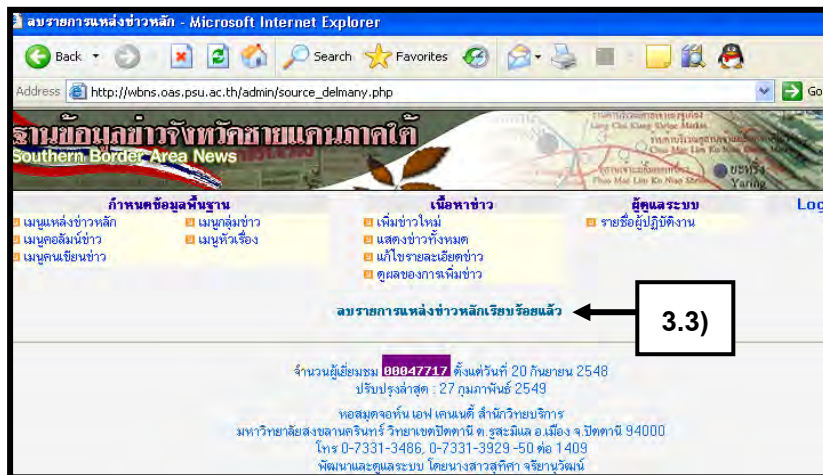 ลบรายการแหล่งข่าวหลัก - Microsoft Internet Explorer
Back Search Favorites
Address http://wbns.oas.psu.ac.th/admin/source_delmany.php Go
ฐานข้อมูลข่าวจังหวัดชายแดนภาคใต้
Southern Border Area News
ยะหริ่ง
Yaring
กำหนดข้อมูลพื้นฐาน เนื้อหาข่าว ผู้ดูแลระบบ Log
เมนูแหล่งข่าวหลัก เมนูกลุ่มข่าว เพิ่มข่าวใหม่ รายชื่อผู้ปฏิบัติงาน
เมนูคอลัมน์ข่าว เมนูหัวเรื่อง แสดงข่าวทั้งหมด
เมนูคนเขียนข่าว แก้ไขรายละเอียดข่าว
ดูผลของการเพิ่มข่าว
ลบรายการแหล่งข่าวหลักเรียบร้อยแล้ว 3.3)
จำนวนผู้เยี่ยมชม 00047717 ตั้งแต่วันที่ 20 กันยายน 2548
ปรับปรุงล่าสุด : 27 กุมภาพันธ์ 2549
หอสมุดจอห์น เอฟ เคนเนดี้ สำนักวิทยบริการ
มหาวิทยาลัยสงขลานครินทร์ วิทยาเขตปัตตานี ต.รูสะมิแล อ.เมือง จ.ปัตตานี 94000
โทร 0-7331-3486, 0-7331-3929 -50 ต่อ 1409
พัฒนาและดูแลระบบ โดยนางสาวสุทิศา จริยานุวัฒน์